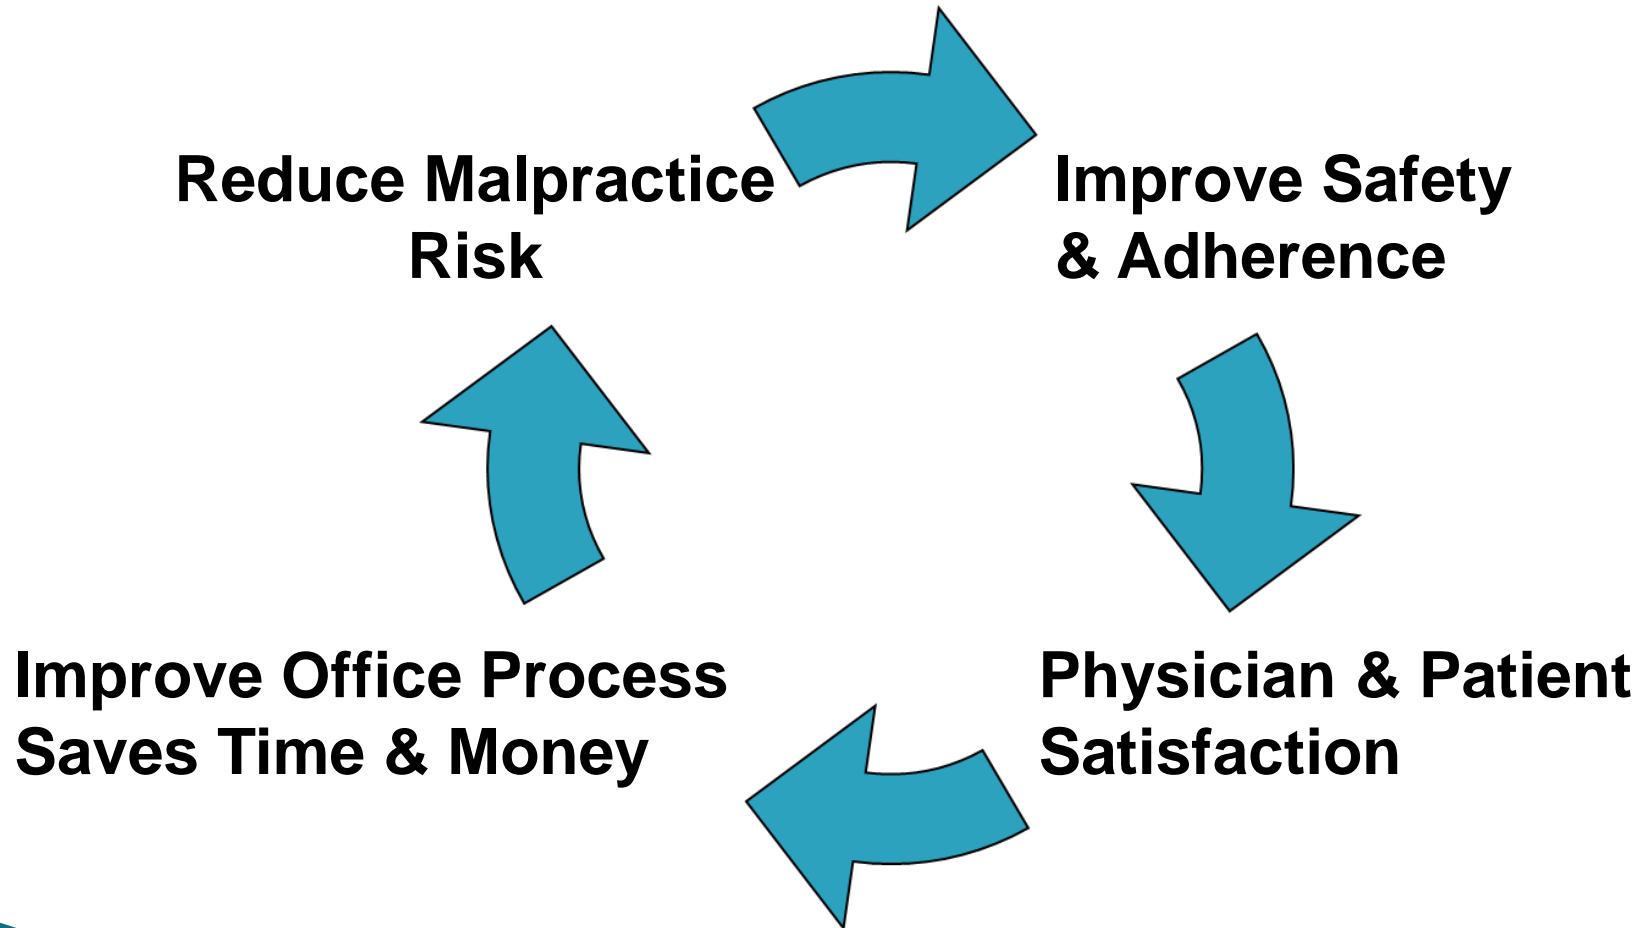 Reduce Malpractice
Risk
Improve Safety
& Adherence
Physician & Patient
Satisfaction
Improve Office Process
Saves Time & Money